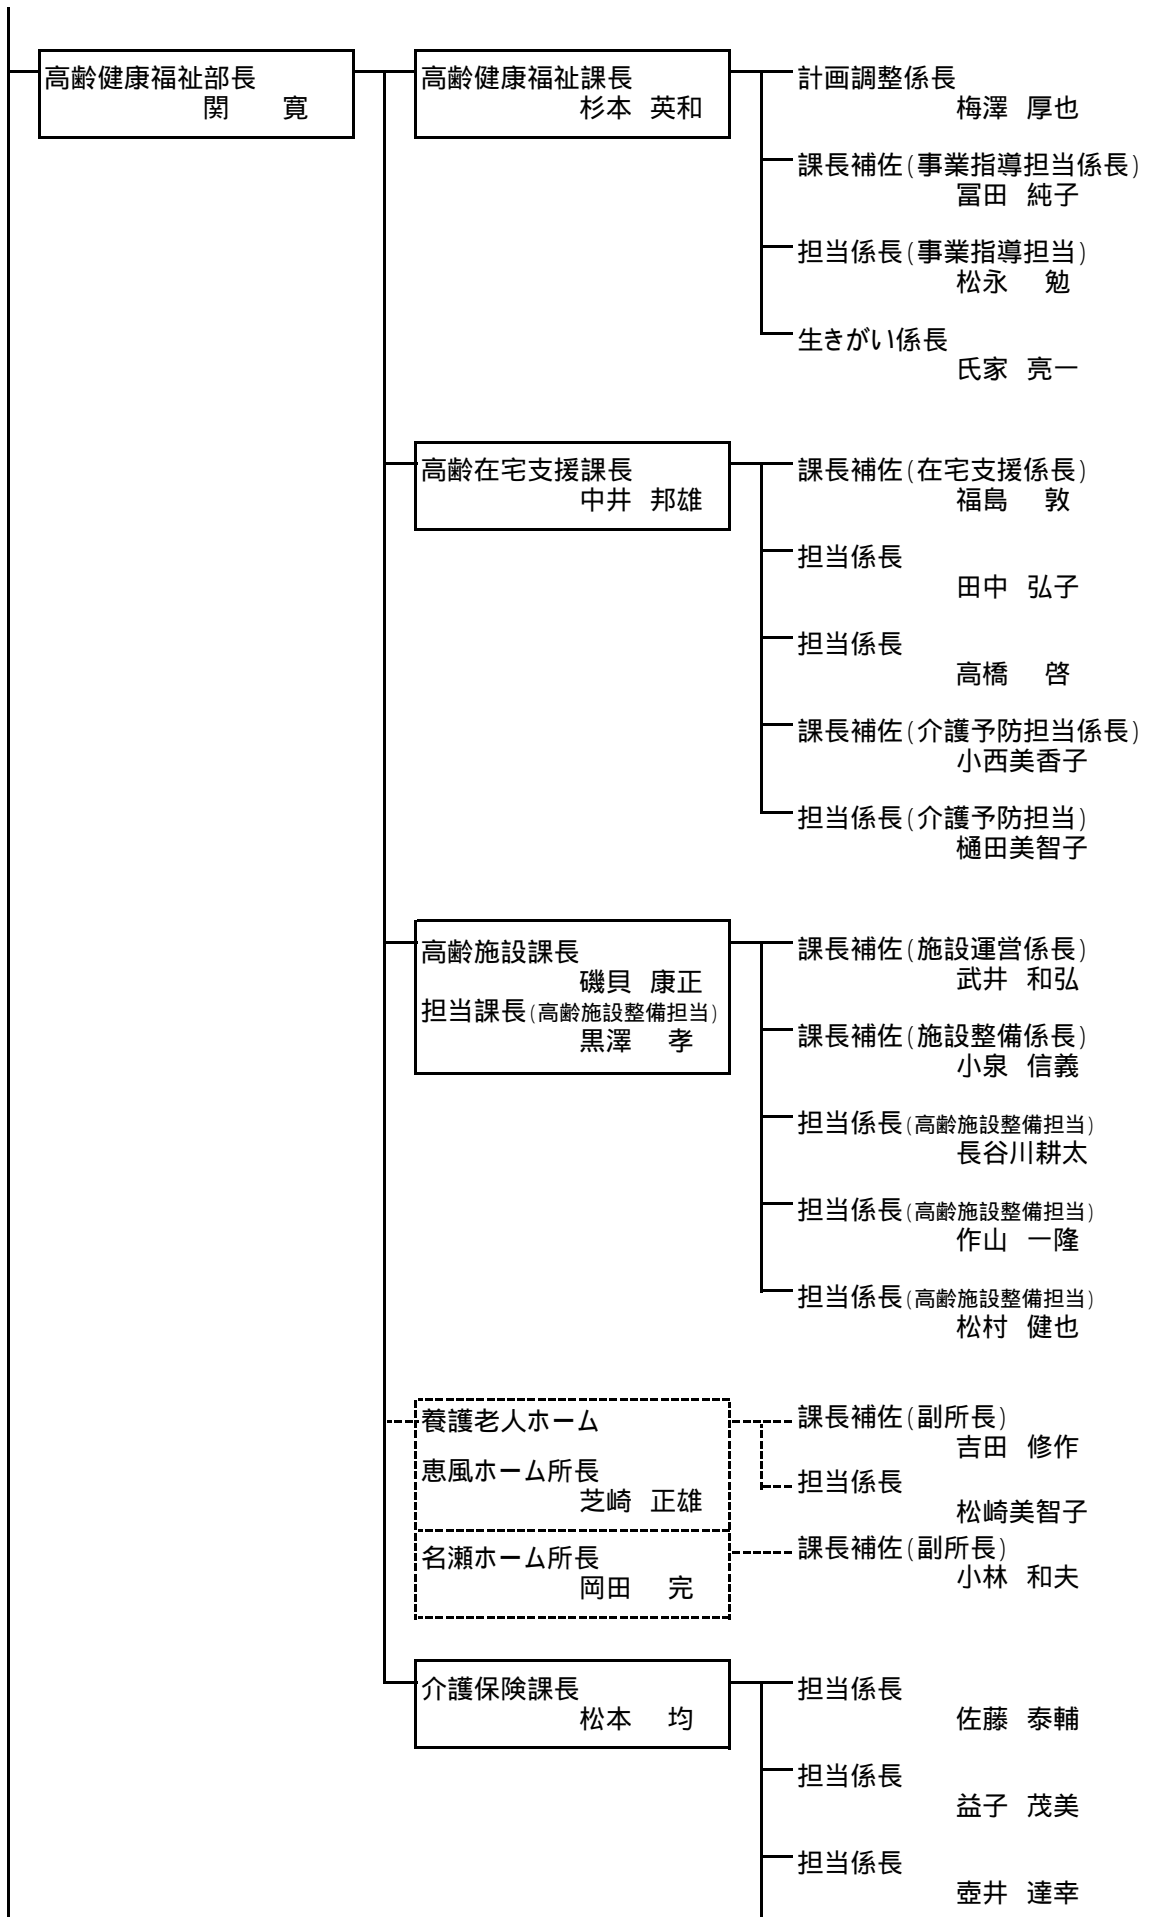 高齢健康福祉部長
関　　寛
高齢健康福祉課長
杉本　英和
計画調整係長
梅澤　厚也
課長補佐(事業指導担当係長)
冨田　純子
担当係長(事業指導担当)
松永　勉
生きがい係長
氏家　亮一
高齢在宅支援課長
中井　邦雄
課長補佐(在宅支援係長)
福島　敦
担当係長
田中　弘子
担当係長
高橋　啓
課長補佐(介護予防担当係長)
小西美香子
担当係長(介護予防担当)
樋田美智子
高齢施設課長
磯貝　康正
担当課長(高齢施設整備担当)
黒澤　孝
課長補佐(施設運営係長)
武井　和弘
課長補佐(施設整備係長)
小泉　信義
担当係長(高齢施設整備担当)
長谷川耕太
担当係長(高齢施設整備担当)
作山　一隆
担当係長(高齢施設整備担当)
松村　健也
養護老人ホーム
恵風ホーム所長
芝崎　正雄
課長補佐(副所長)
吉田　修作
担当係長
松崎美智子
名瀬ホーム所長
岡田　完
課長補佐(副所長)
小林　和夫
介護保険課長
松本　均
担当係長
佐藤　泰輔
担当係長
益子　茂美
担当係長
壺井　達幸